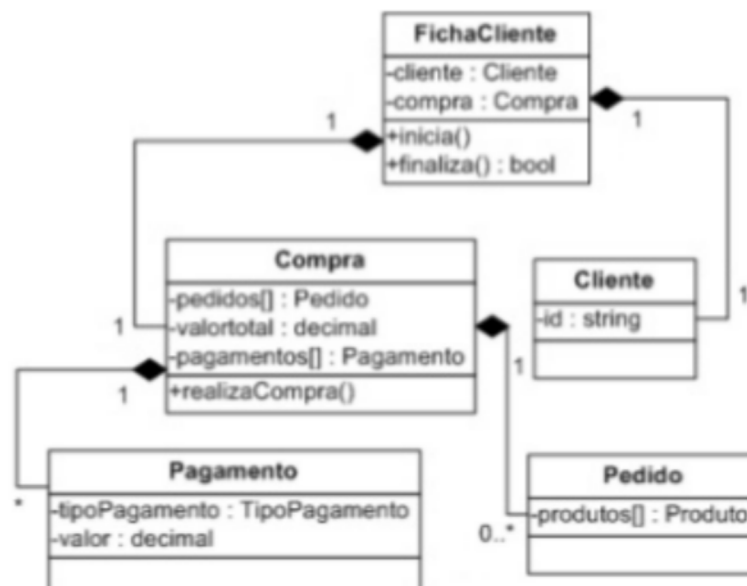 FichaCliente
-cliente : Cliente
-compra : Compra
+inicia()
+finaliza() : bool
1
1
Compra
-pedidos[] : Pedido
-valortotal : decimal
-pagamentos[] : Pagamento
+realizaCompra()
1
1
1
Cliente
-id : string
1
Pagamento
-tipoPagamento : TipoPagamento
-valor : decimal
*
Pedido
-produtos[] : Produto
0..*